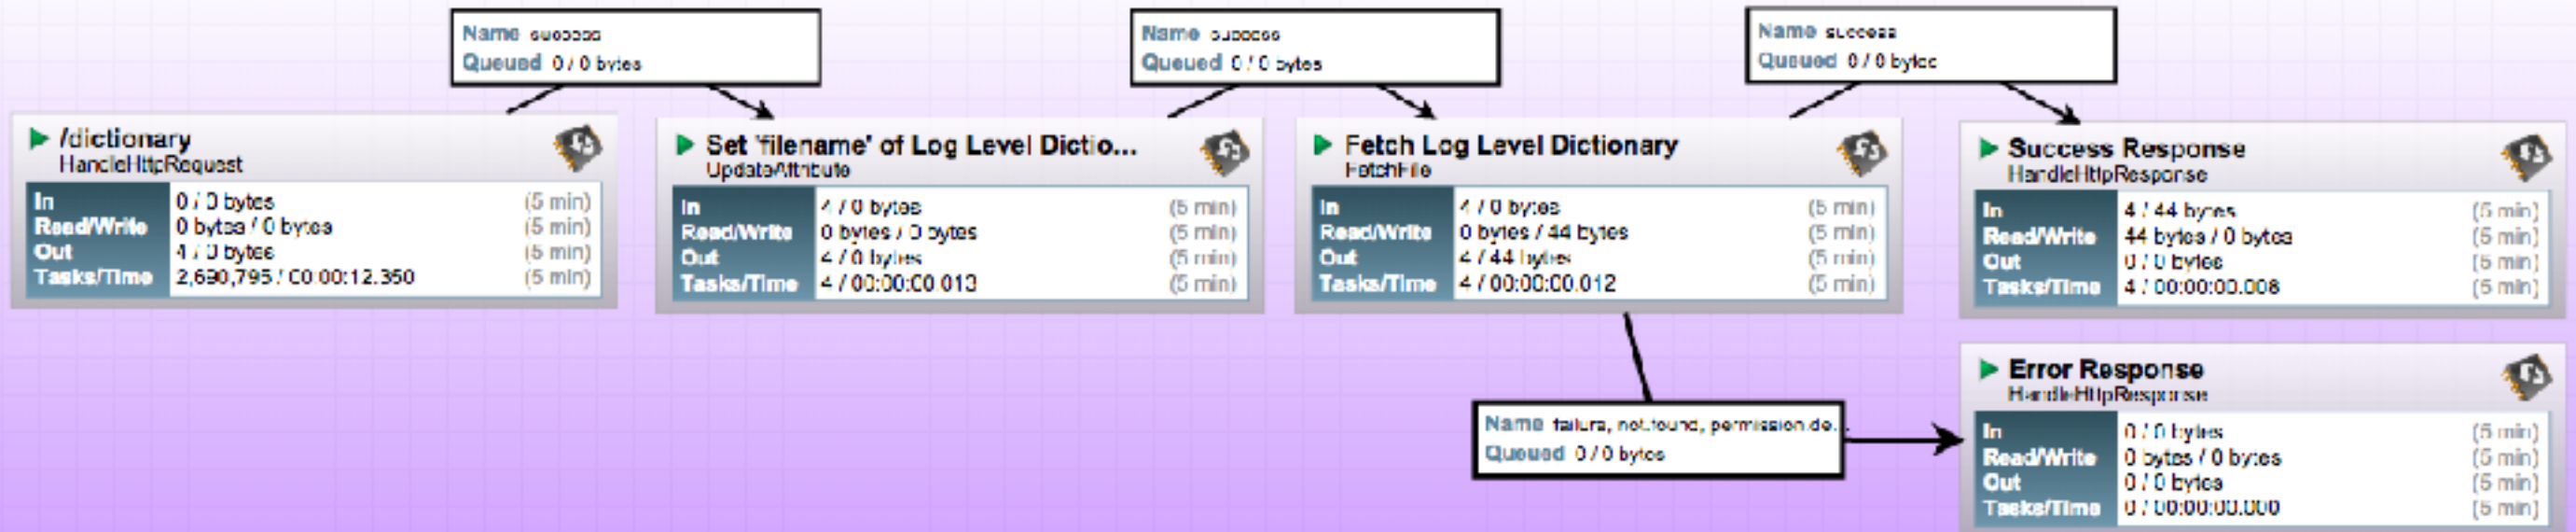 Name success
Queued 0 / 0 bytes
Name success
Queued 0 / 0 bytes
Name success
Queued 0 / 0 bytes
/dictionary
HandleHttpRequest
In 0 / 0 bytes (5 min)
Read/Write 0 bytes / 0 bytes (5 min)
Out 4 / 0 bytes (5 min)
Tasks/Time 2,690,795 / 00:00:12.350 (5 min)
Set 'filename' of Log Level Dictio...
UpdateAttribute
In 4 / 0 bytes (5 min)
Read/Write 0 bytes / 0 bytes (5 min)
Out 4 / 0 bytes (5 min)
Tasks/Time 4 / 00:00:00.013 (5 min)
Fetch Log Level Dictionary
FetchFile
In 4 / 0 bytes (5 min)
Read/Write 0 bytes / 44 bytes (5 min)
Out 4 / 44 bytes (5 min)
Tasks/Time 4 / 00:00:00.012 (5 min)
Success Response
HandleHttpResponse
In 4 / 44 bytes (5 min)
Read/Write 44 bytes / 0 bytes (5 min)
Out 0 / 0 bytes (5 min)
Tasks/Time 4 / 00:00:00.008 (5 min)
Name failure, not.found, permission.de...
Queued 0 / 0 bytes
Error Response
HandleHttpResponse
In 0 / 0 bytes (5 min)
Read/Write 0 bytes / 0 bytes (5 min)
Out 0 / 0 bytes (5 min)
Tasks/Time 0 / 00:00:00.000 (5 min)